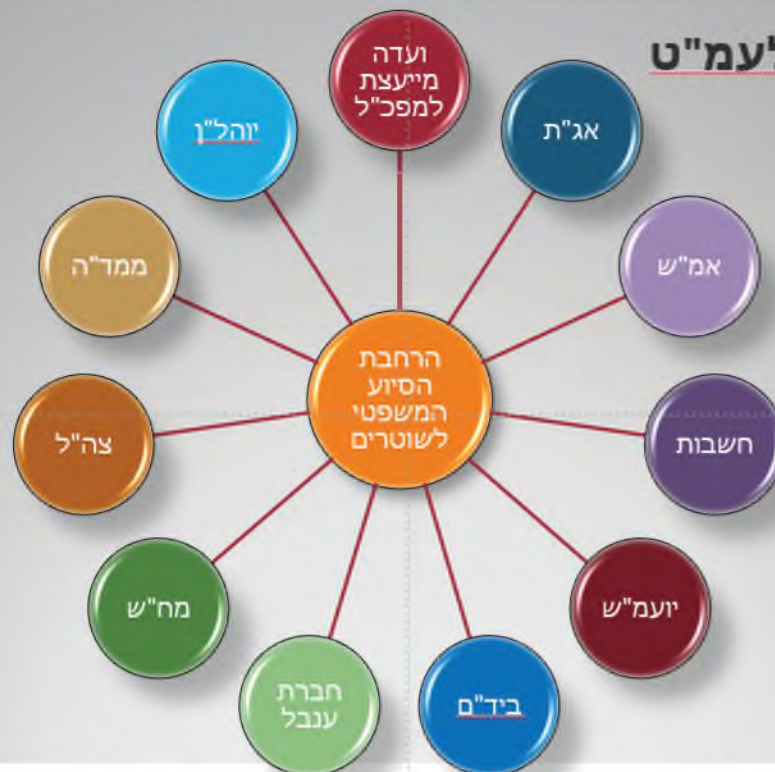 לעמ"ט
ועדה
מייעצת
למפכ"ל
אג"ת
אמ"ש
חשבות
יועמ"ש
ביד"ם
חברת
ענבל
מח"ש
צה"ל
ממד"ה
יוהל"ן
הרחבת
הסיוע
המשפטי
לשוטרים